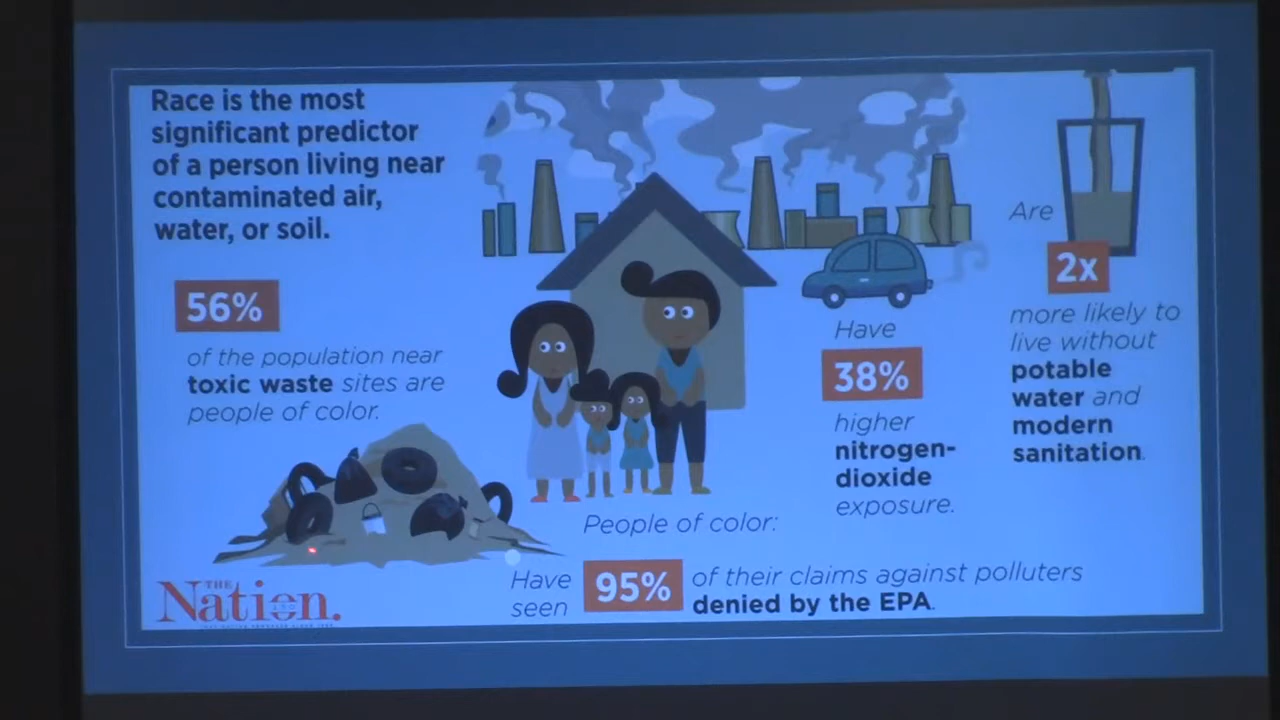 Race is the most
significant predictor
of a person living near
contaminated air,
water, or soil.
56%
of the population near
toxic waste sites are
people of color.
People of color:
Have
38%
higher
nitrogen-
dioxide
exposure.
Are
2x
more likely to
live without
potable
water and
modern
sanitation.
Have
seen
95%
of their claims against polluters
denied by the EPA.
THE
Nation.